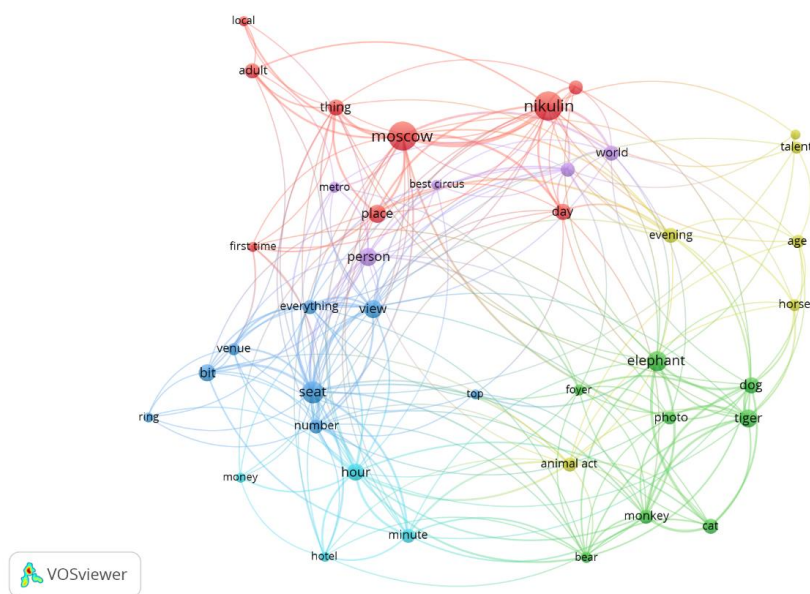 local
adult
thing
nikulin
moscow
talent
world
metro
best circus
place
day
evening
age
first time
person
everything
view
horse
venue
elephant
bit
seat
top
foyer
dog
ring
number
photo
tiger
money
hour
animal act
monkey
cat
minute
hotel
bear
VOSviewer